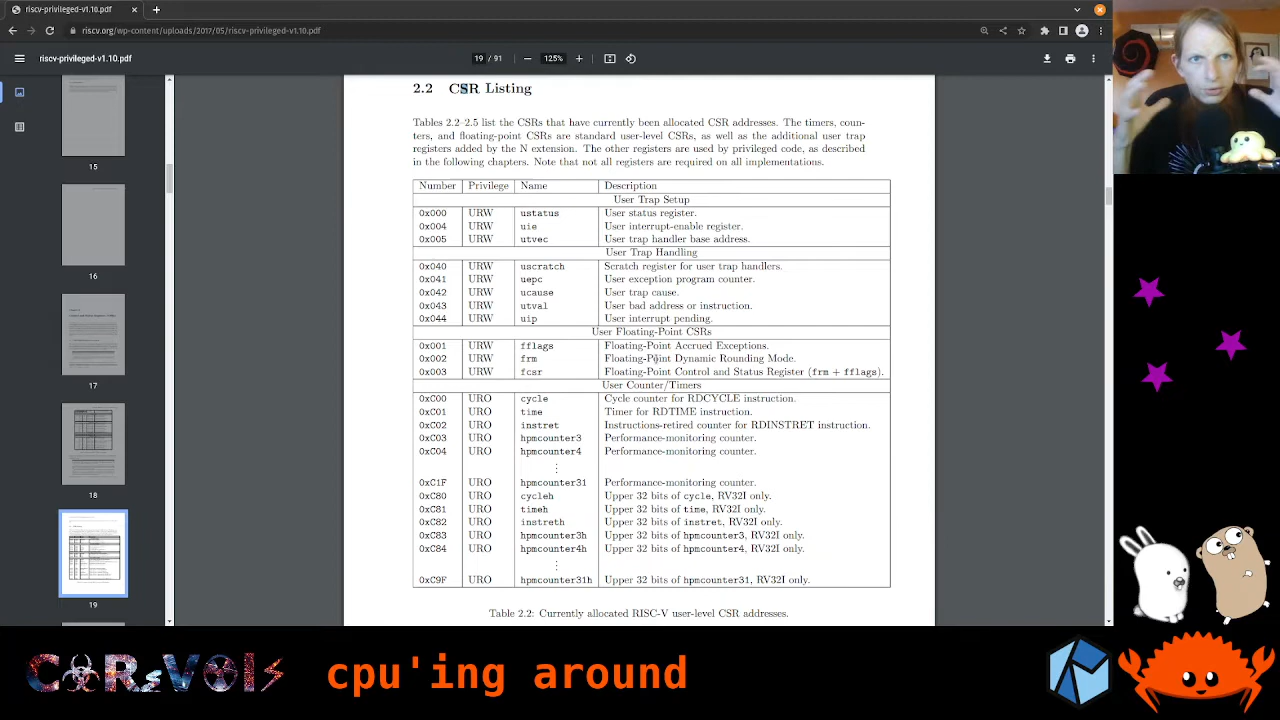 riscv-privileged-v1.10.pdf
riscv.org/wp-content/uploads/2017/05/riscv-privileged-v1.10.pdf
riscv-privileged-v1.10.pdf
19 / 91
125%
15
16
17
18
19
2.2 CSR Listing
Tables 2.2–2.5 list the CSRs that have currently been allocated CSR addresses. The timers, coun-
ters, and floating-point CSRs are standard user-level CSRs, as well as the additional user trap
registers added by the N extension. The other registers are used by privileged code, as described
in the following chapters. Note that not all registers are required on all implementations.
Number Privilege Name Description
User Trap Setup
0x000 URW ustatus User status register.
0x004 URW uie User interrupt-enable register.
0x005 URW utvec User trap handler base address.
User Trap Handling
0x040 URW uscratch Scratch register for user trap handlers.
0x041 URW uepc User exception program counter.
0x042 URW ucause User trap cause.
0x043 URW utval User bad address or instruction.
0x044 URW uip User interrupt pending.
User Floating-Point CSRs
0x001 URW fflags Floating-Point Accrued Exceptions.
0x002 URW frm Floating-Point Dynamic Rounding Mode.
0x003 URW fcsr Floating-Point Control and Status Register (frm + fflags).
User Counter/Timers
0xC00 URO cycle Cycle counter for RDCYCLE instruction.
0xC01 URO time Timer for RDTIME instruction.
0xC02 URO instret Instructions-retired counter for RDINSTRET instruction.
0xC03 URO hpmcounter3 Performance-monitoring counter.
0xC04 URO hpmcounter4 Performance-monitoring counter.
⋮
0xC1F URO hpmcounter31 Performance-monitoring counter.
0xC80 URO cycleh Upper 32 bits of cycle, RV32I only.
0xC81 URO timeh Upper 32 bits of time, RV32I only.
0xC82 URO instreth Upper 32 bits of instret, RV32I only.
0xC83 URO hpmcounter3h Upper 32 bits of hpmcounter3, RV32I only.
0xC84 URO hpmcounter4h Upper 32 bits of hpmcounter4, RV32I only.
⋮
0xC9F URO hpmcounter31h Upper 32 bits of hpmcounter31, RV32I only.
Table 2.2: Currently allocated RISC-V user-level CSR addresses.
cpu'ing around